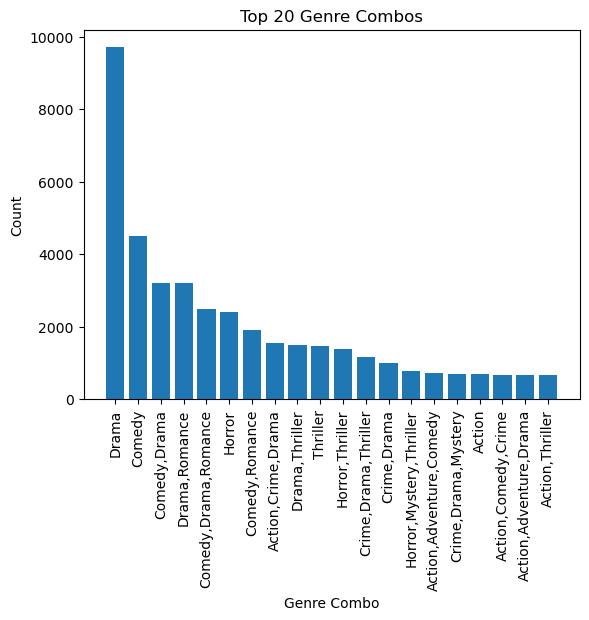 Top 20 Genre Combos
10000
8000
6000
4000
2000
0
Count
Drama
Comedy
Comedy,Drama
Drama,Romance
Comedy,Drama,Romance
Horror
Comedy,Romance
Action,Crime,Drama
Drama,Thriller
Thriller
Horror,Thriller
Crime,Drama,Thriller
Crime,Drama
Horror,Mystery,Thriller
Action,Adventure,Comedy
Crime,Drama,Mystery
Action
Action,Comedy,Crime
Action,Adventure,Drama
Action,Thriller
Genre Combo